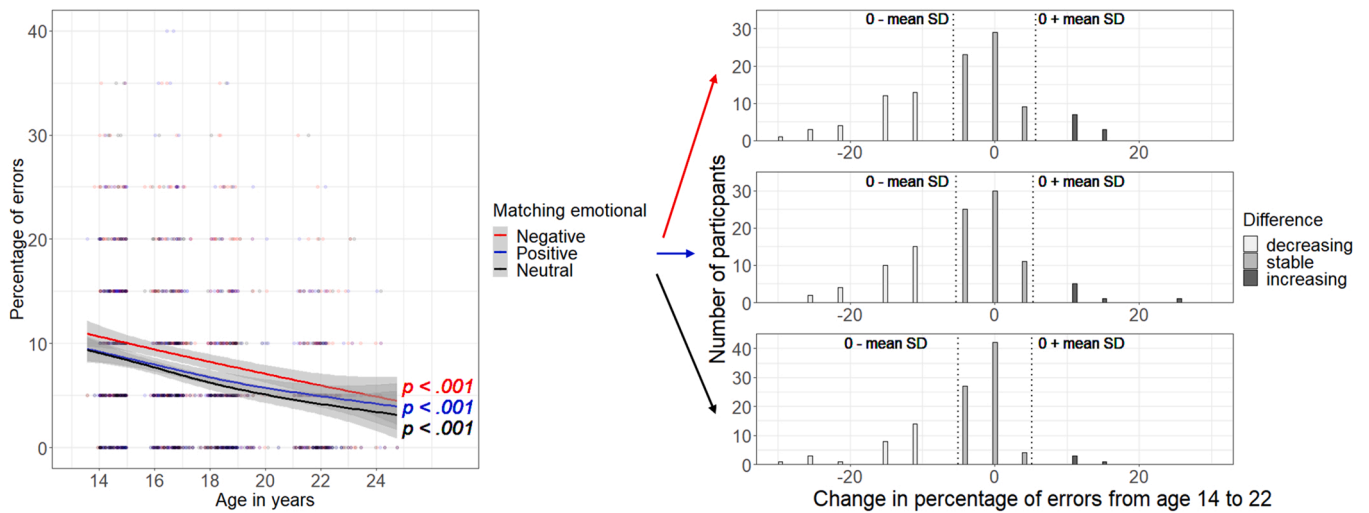 Percentage of errors
40
30
20
10
0
14 16 18 20 22 24
Age in years
p < .001
p < .001
p < .001
Matching emotional
Negative
Positive
Neutral
Number of particpants
0 - mean SD 0 + mean SD
30
20
10
0
-20 0 20
0 - mean SD 0 + mean SD
30
20
10
0
-20 0 20
0 - mean SD 0 + mean SD
40
30
20
10
0
-20 0 20
Change in percentage of errors from age 14 to 22
Difference
decreasing
stable
increasing